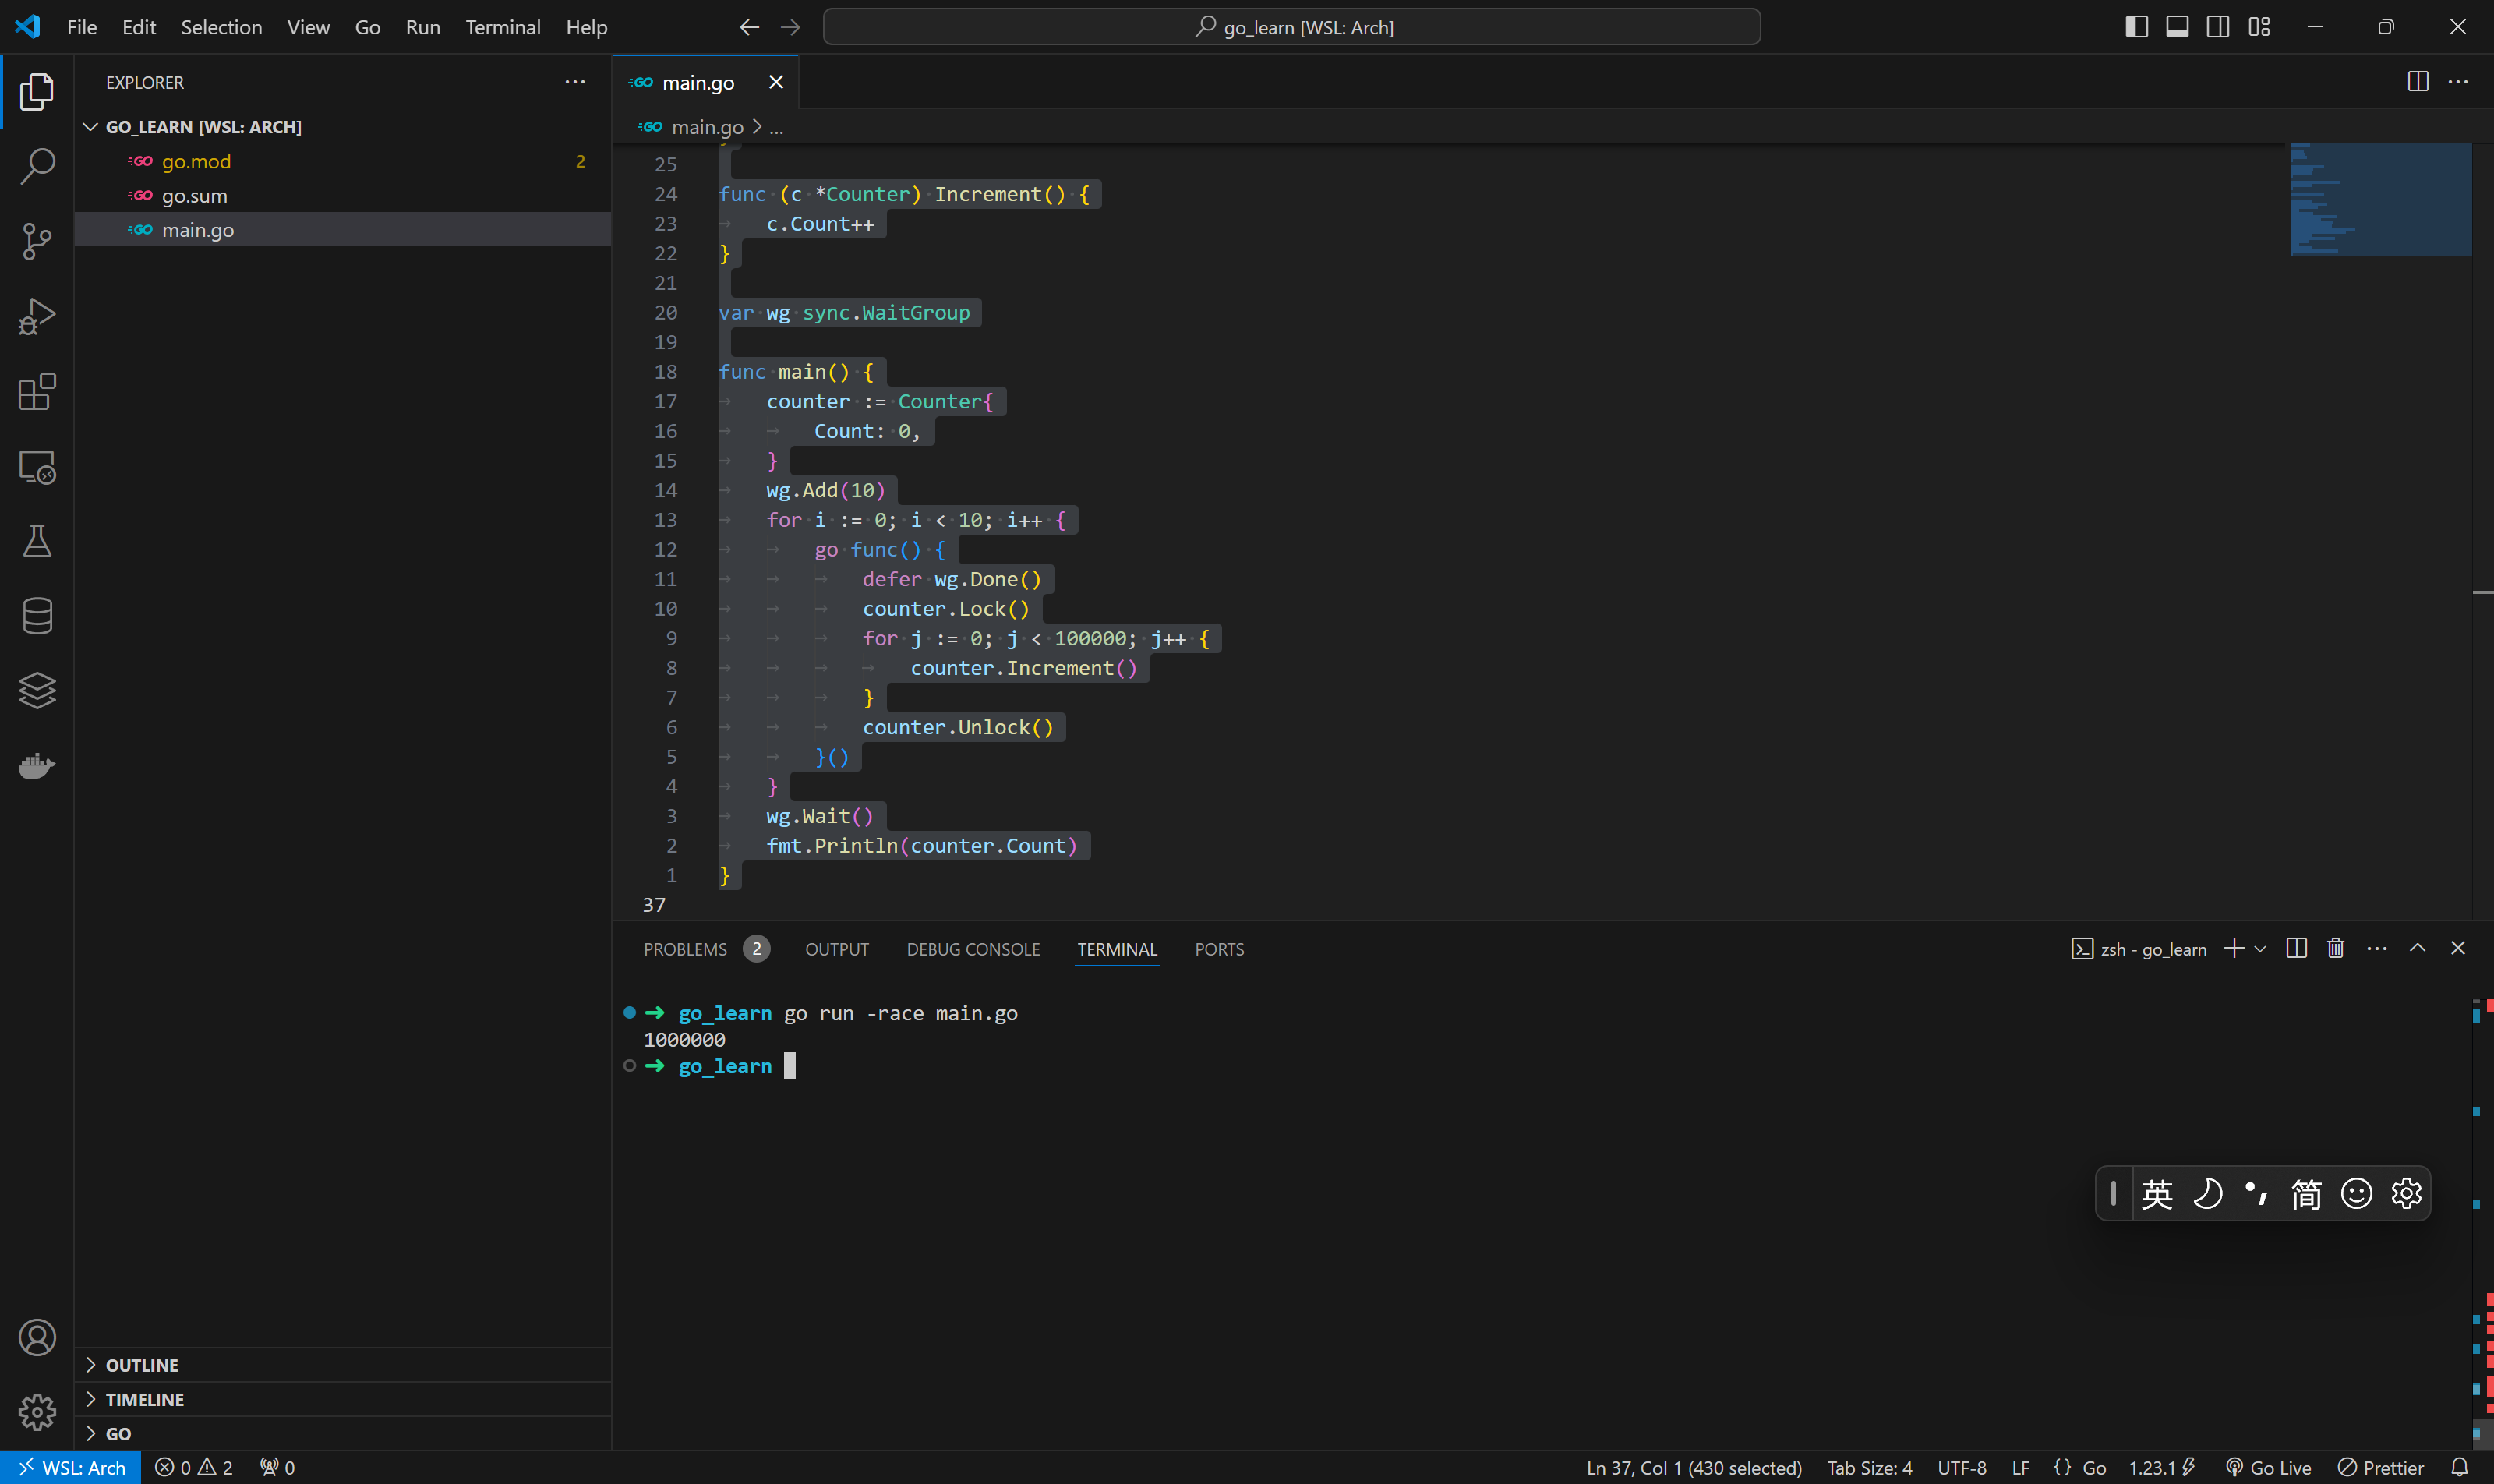 File Edit Selection View Go Run Terminal Help
go_learn [WSL: Arch]
EXPLORER
GO_LEARN [WSL: ARCH]
go.mod 2
go.sum
main.go
main.go
main.go > ...
25
24 func (c *Counter) Increment() {
23 c.Count++
22 }
21
20 var wg sync.WaitGroup
19
18 func main() {
17 counter := Counter{
16 Count: 0,
15 }
14 wg.Add(10)
13 for i := 0; i < 10; i++ {
12 go func() {
11 defer wg.Done()
10 counter.Lock()
9 for j := 0; j < 100000; j++ {
8 counter.Increment()
7 }
6 counter.Unlock()
5 }()
4 }
3 wg.Wait()
2 fmt.Println(counter.Count)
1 }
37
PROBLEMS 2 OUTPUT DEBUG CONSOLE TERMINAL PORTS
zsh - go_learn
➜ go_learn go run -race main.go
1000000
➜ go_learn
英 简
OUTLINE
TIMELINE
GO
WSL: Arch 0 2 0
Ln 37, Col 1 (430 selected) Tab Size: 4 UTF-8 LF {} Go 1.23.1 Go Live Prettier